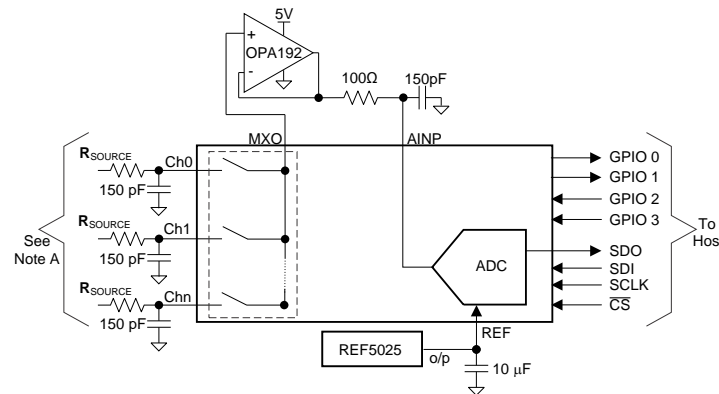 5V
+
OPA192
-
100Ω
150pF
MXO
AINP
RSOURCE
Ch0
150 pF
RSOURCE
Ch1
150 pF
RSOURCE
Chn
150 pF
See
Note A
GPIO 0
GPIO 1
GPIO 2
GPIO 3
To
Hos
SDO
SDI
SCLK
CS
ADC
REF
REF5025
o/p
10 µF